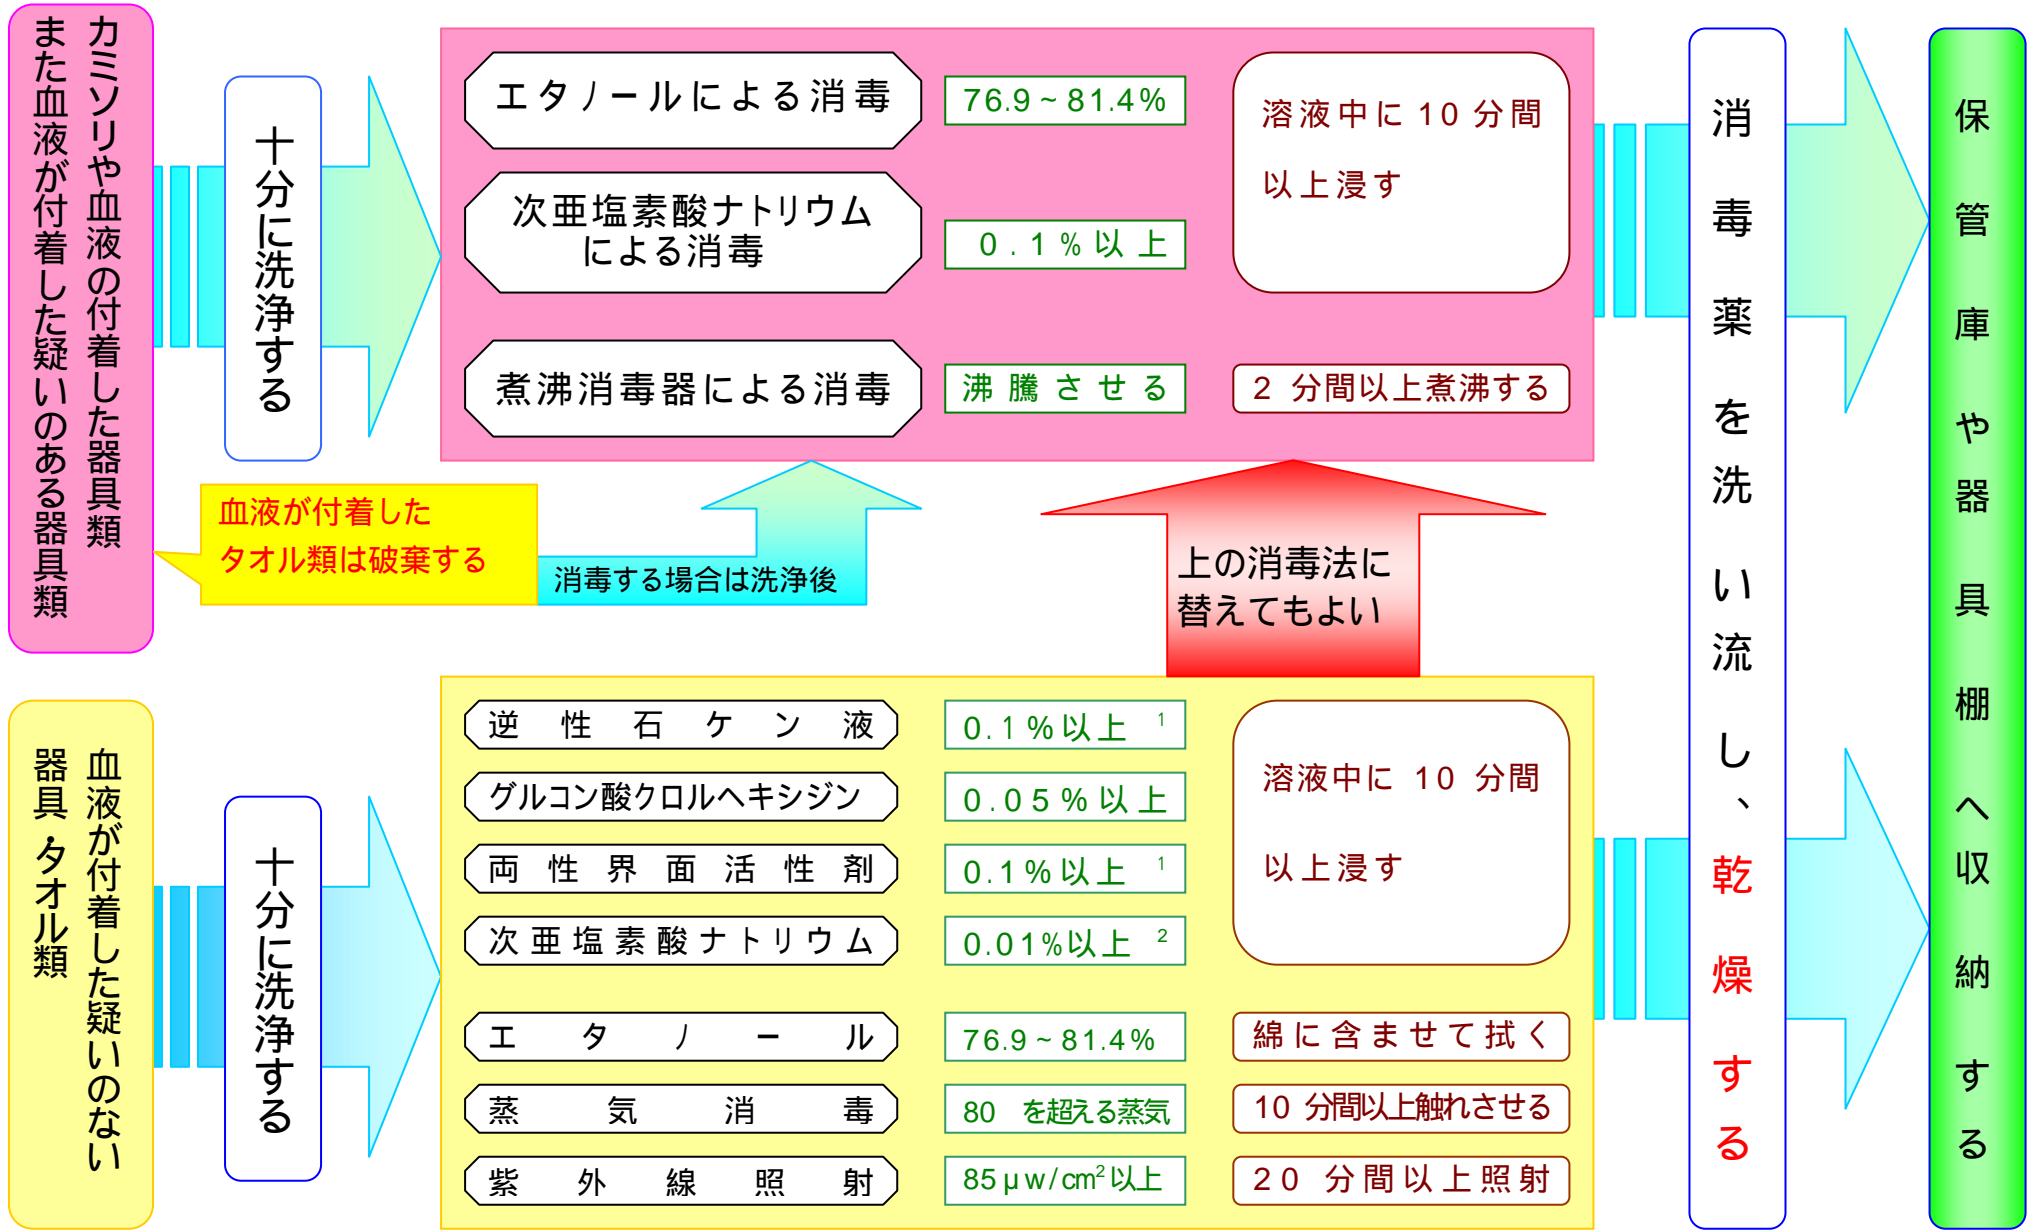 カミソリや血液の付着した器具類
また血液が付着した疑いのある器具類
十分に洗浄する
エタノールによる消毒
76.9~81.4%
次亜塩素酸ナトリウム
による消毒
0.1%以上
溶液中に10分間
以上浸す
煮沸消毒器による消毒
沸騰させる
2 分間以上煮沸する
血液が付着した
タオル類は破棄する
消毒する場合は洗浄後
上の消毒法に
替えてもよい
血液が付着した疑いのない
器具・タオル類
十分に洗浄する
逆性石ケン液
0.1%以上 1
グルコン酸クロルヘキシジン
0.05%以上
両性界面活性剤
0.1%以上 1
次亜塩素酸ナトリウム
0.01%以上 2
溶液中に 10 分間
以上浸す
エタノール
76.9~81.4%
綿に含ませて拭く
蒸気消毒
80 を超える蒸気
10 分間以上触れさせる
紫外線照射
85μw/cm²以上
20 分間以上照射
消毒薬を洗い流し、乾燥する
保管庫や器具棚へ収納する